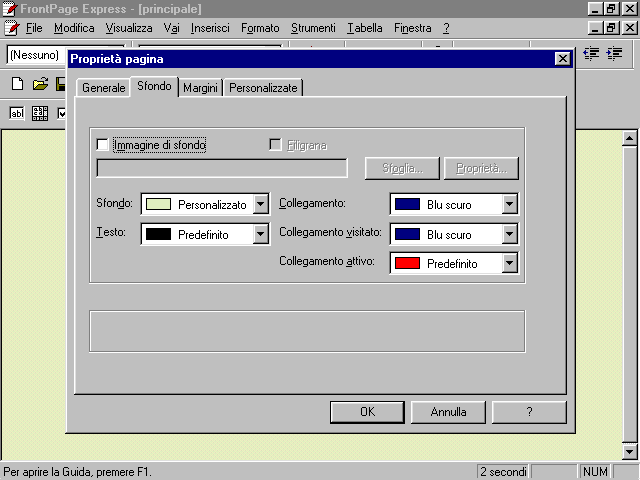 FrontPage Express - [principale]
File Modifica Visualizza Vai Inserisci Formato Strumenti Tabella Finestra ?
(Nessuno)
Proprietà pagina
Generale Sfondo Margini Personalizzate
abl
Immagine di sfondo Filigrana
Sfoglia... Proprietà...
Sfondo: Personalizzato Collegamento: Blu scuro
Testo: Predefinito Collegamento visitato: Blu scuro
Collegamento attivo: Predefinito
OK Annulla ?
Per aprire la Guida, premere F1. 2 secondi NUM